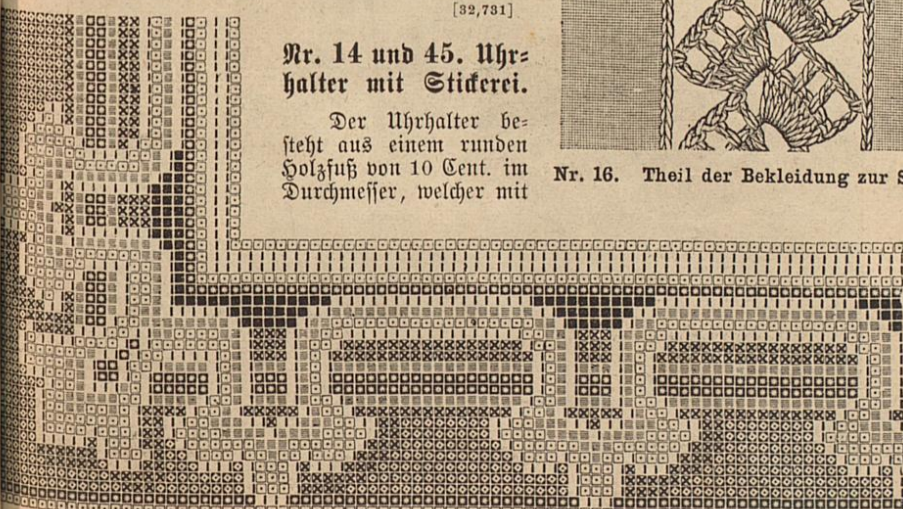 [32,731]
Nr. 14 und 45. Uhr-
halter mit Stickerei.
Der Uhrhalter be-
steht aus einem runden
Holzfuß von 10 Cent. im
Durchmesser, welcher mit
Nr. 16. Theil der Bekleidung zur